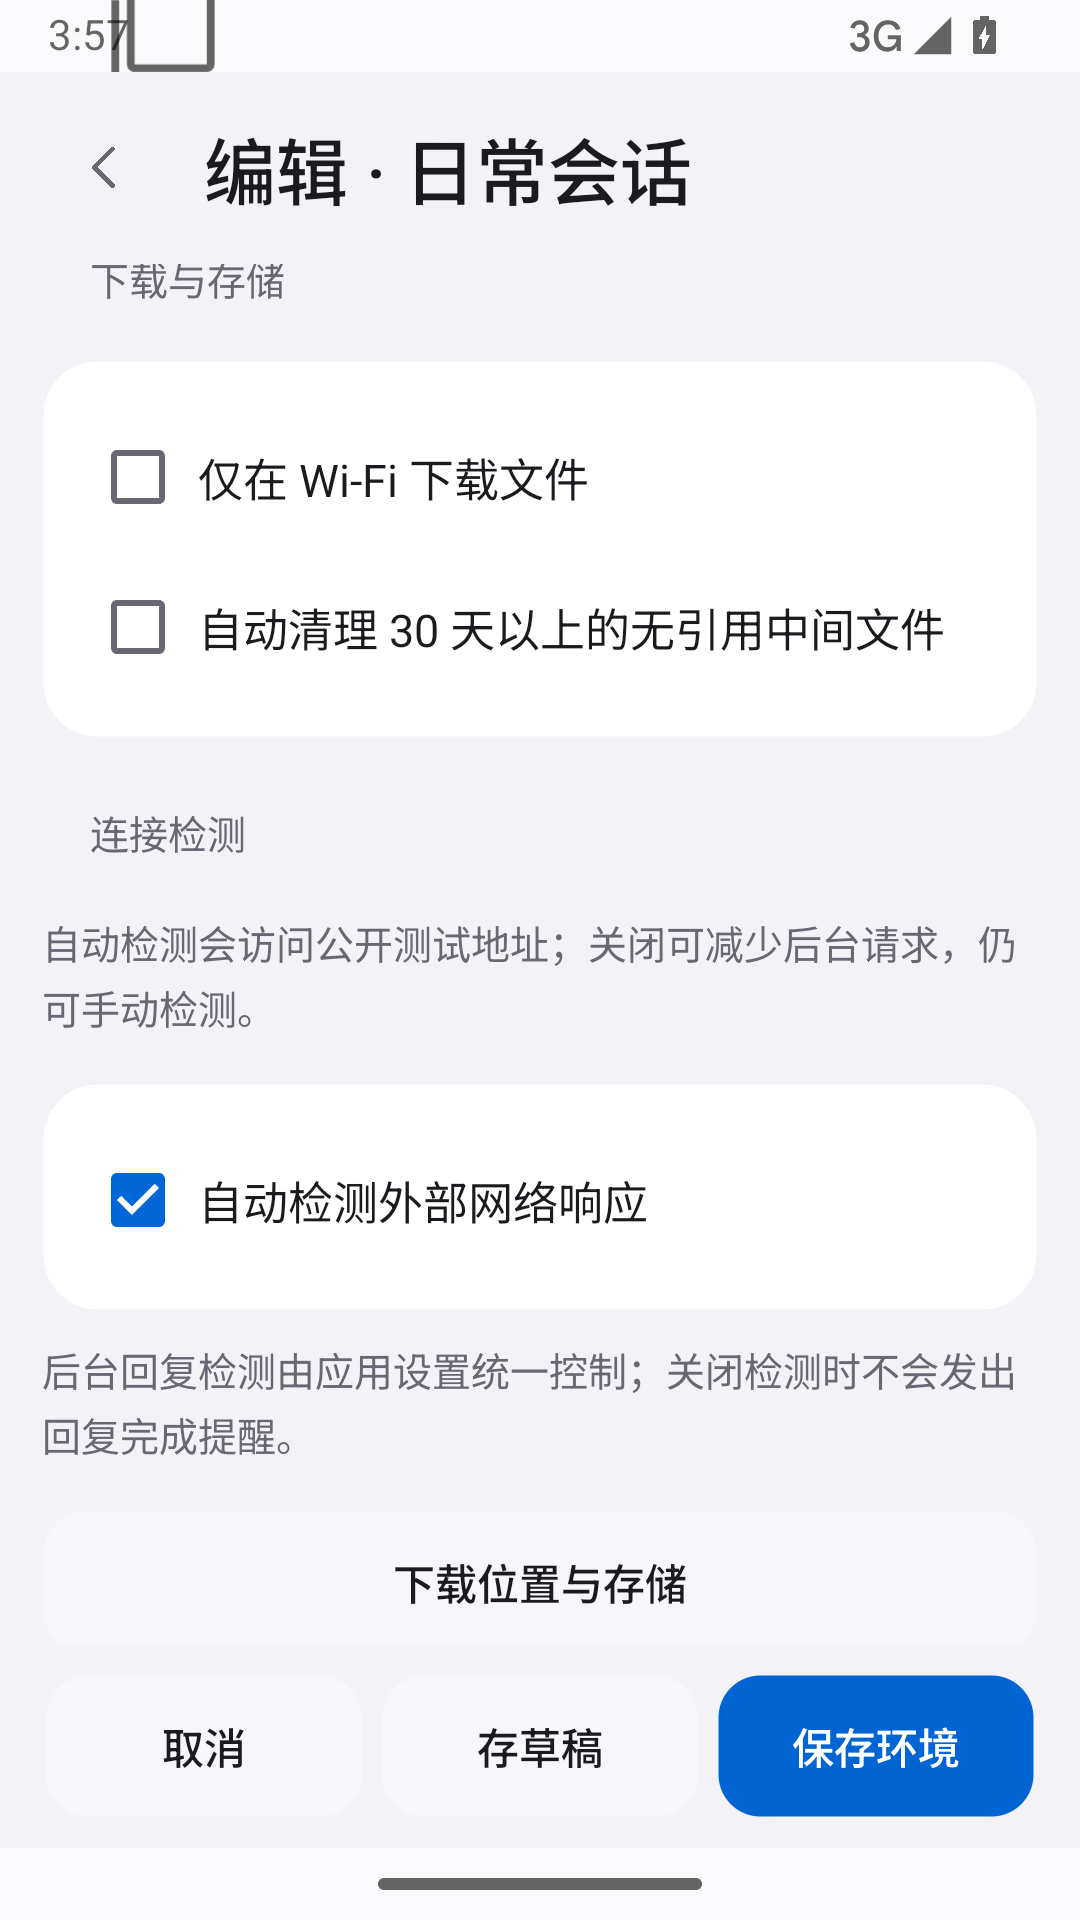 3:57
3G
编辑 · 日常会话
下载与存储
仅在 Wi-Fi 下载文件
自动清理 30 天以上的无引用中间文件
连接检测
自动检测会访问公开测试地址；关闭可减少后台请求，仍
可手动检测。
自动检测外部网络响应
后台回复检测由应用设置统一控制；关闭检测时不会发出
回复完成提醒。
下载位置与存储
取消
存草稿
保存环境